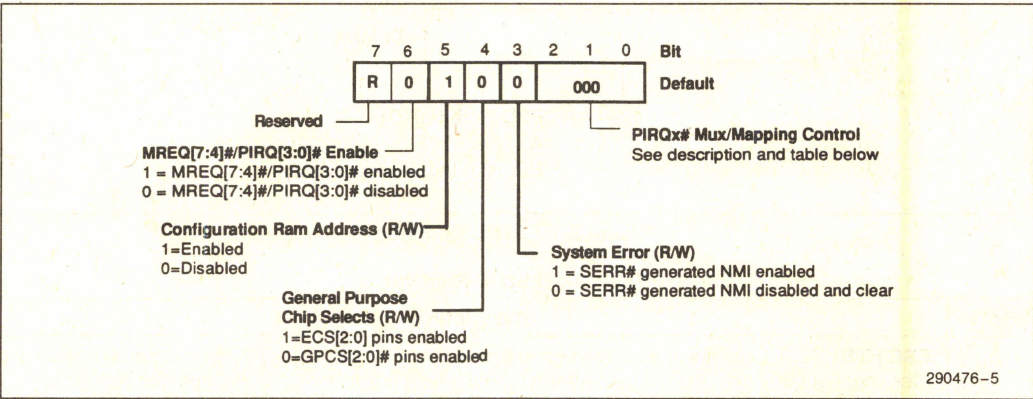 7 6 5 4 3 2 1 0 Bit
R 0 1 0 0 000 Default
Reserved
PIRQx# Mux/Mapping Control
See description and table below
MREQ[7:4]#/PIRQ[3:0]# Enable
1 = MREQ[7:4]#/PIRQ[3:0]# enabled
0 = MREQ[7:4]#/PIRQ[3:0]# disabled
Configuration Ram Address (R/W)
1=Enabled
0=Disabled
System Error (R/W)
1 = SERR# generated NMI enabled
0 = SERR# generated NMI disabled and clear
General Purpose
Chip Selects (R/W)
1=ECS[2:0] pins enabled
0=GPCS[2:0]# pins enabled
290476-5